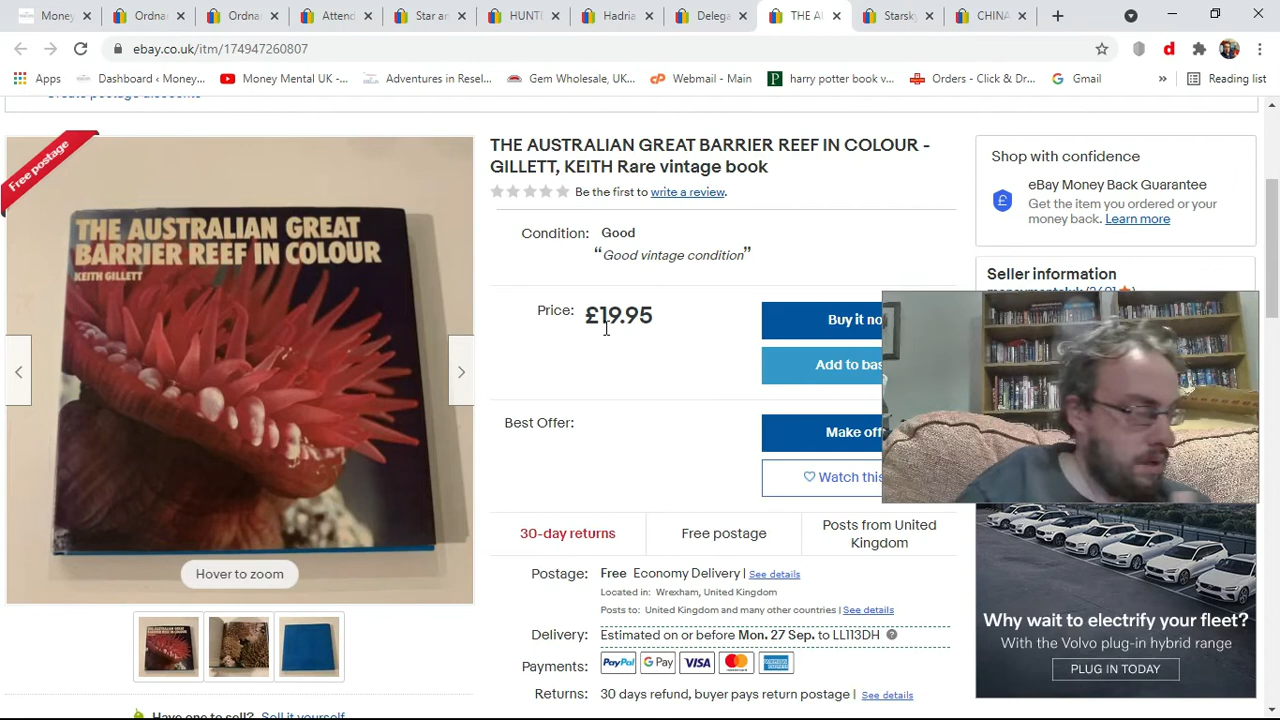 Money
Ordna
Ordna
Attend
Star an
HUNTE
Hadria
Delega
THE AU
Starsky
CHINA
ebay.co.uk/itm/174947260807
Apps
Dashboard ‹ Money...
Money Mental UK -...
Adventures in Resel...
Gem Wholesale, UK...
Webmail - Main
harry potter book v...
Orders - Click & Dr...
Gmail
»
Reading list
Create postage discounts
Free postage
THE AUSTRALIAN GREAT
BARRIER REEF IN COLOUR
KEITH GILLETT
Hover to zoom
Have one to sell? Sell it yourself
THE AUSTRALIAN GREAT BARRIER REEF IN COLOUR -
GILLETT, KEITH Rare vintage book
Be the first to write a review.
Condition: Good
“Good vintage condition”
Price: £19.95
Buy it no
Add to bas
Best Offer:
Make off
Watch this
30-day returns
Free postage
Posts from United
Kingdom
Postage: Free Economy Delivery | See details
Located in: Wrexham, United Kingdom
Posts to: United Kingdom and many other countries | See details
Delivery: Estimated on or before Mon. 27 Sep. to LL113DH
Payments: PayPal G Pay VISA
Returns: 30 days refund, buyer pays return postage | See details
Shop with confidence
eBay Money Back Guarantee
Get the item you ordered or your
money back. Learn more
Seller information
Why wait to electrify your fleet?
With the Volvo plug-in hybrid range
PLUG IN TODAY